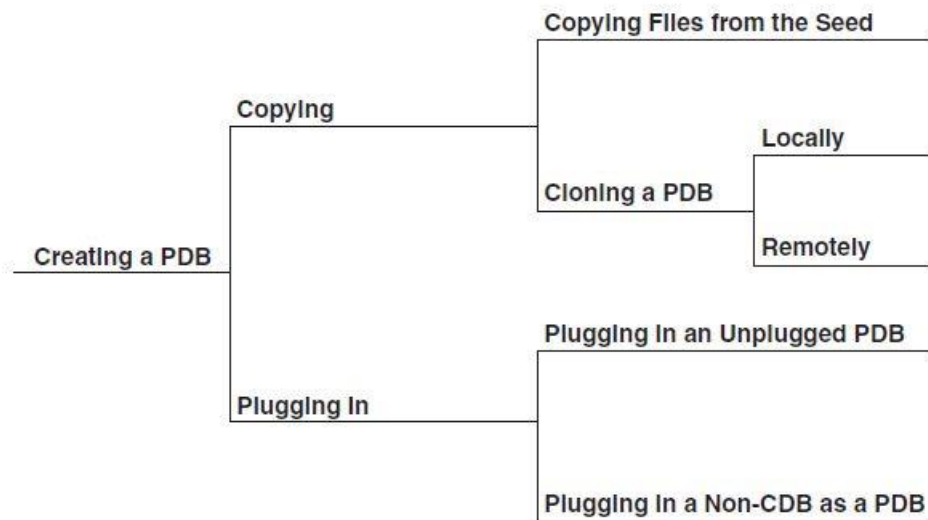 Copying Files from the Seed
Copying
Locally
Cloning a PDB
Remotely
Creating a PDB
Plugging In an Unplugged PDB
Plugging In
Plugging In a Non-CDB as a PDB